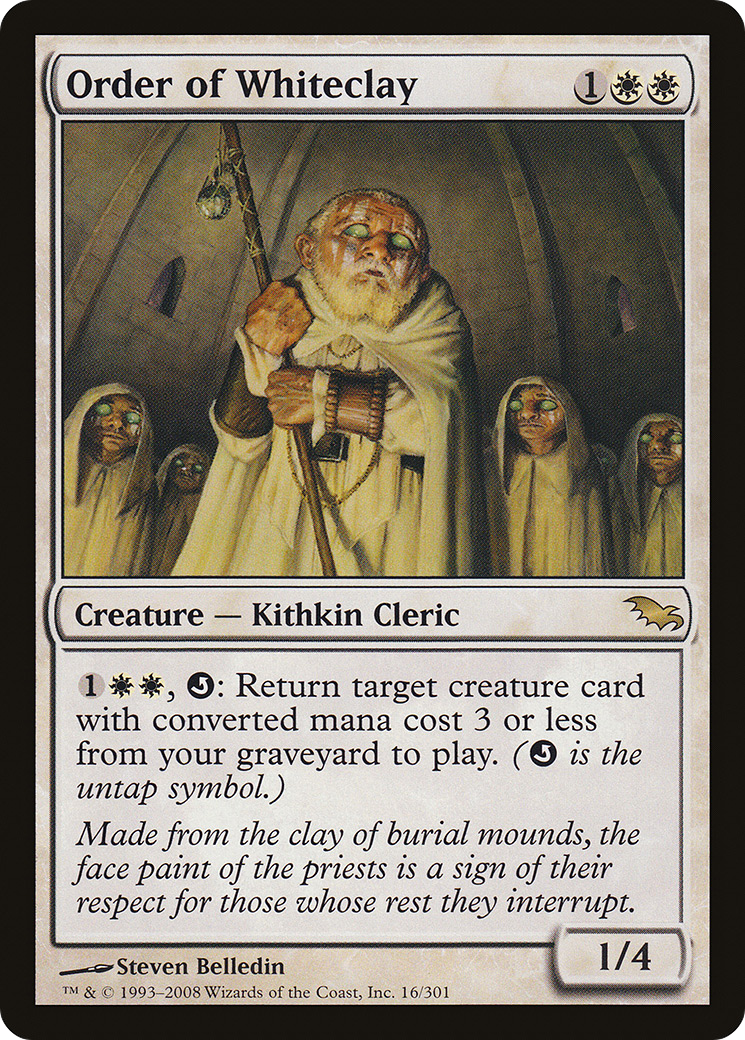 Order of Whiteclay 1
Creature — Kithkin Cleric
1, : Return target creature card
with converted mana cost 3 or less
from your graveyard to play. ( is the
untap symbol.)
Made from the clay of burial mounds, the
face paint of the priests is a sign of their
respect for those whose rest they interrupt.
1/4
Steven Belledin
™ & © 1993–2008 Wizards of the Coast, Inc. 16/301